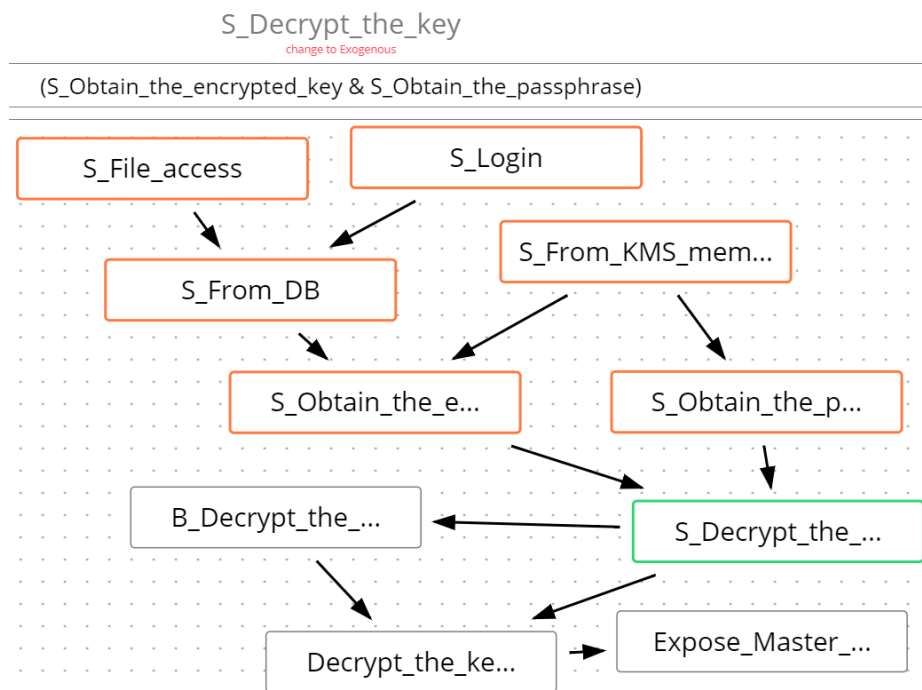 S_Decrypt_the_key
change to Exogenous
(S_Obtain_the_encrypted_key & S_Obtain_the_passphrase)
S_File_access
S_Login
S_From_KMS_mem...
S_From_DB
S_Obtain_the_e...
S_Obtain_the_p...
B_Decrypt_the_...
S_Decrypt_the_...
Decrypt_the_ke...
Expose_Master_...